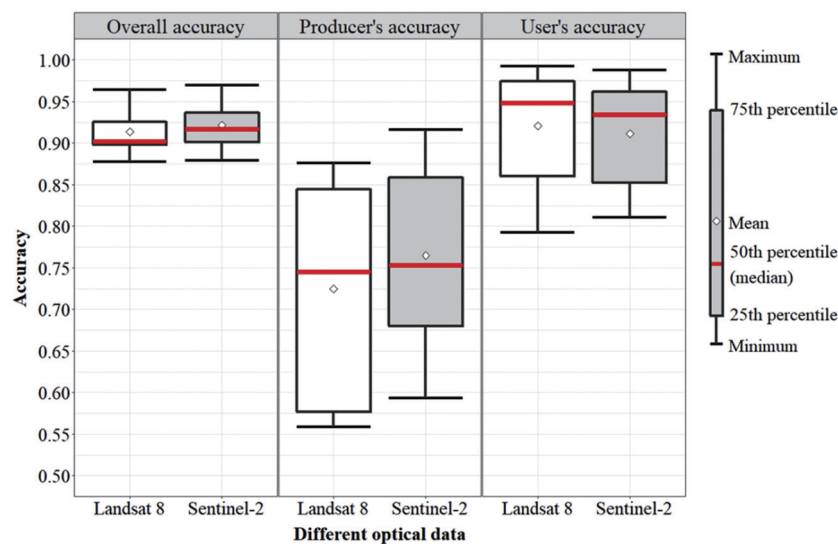 Overall accuracy
Producer's accuracy
User's accuracy
Accuracy
1.00
0.95
0.90
0.85
0.80
0.75
0.70
0.65
0.60
0.55
0.50
Landsat 8
Sentinel-2
Landsat 8
Sentinel-2
Landsat 8
Sentinel-2
Different optical data
Maximum
75th percentile
Mean
50th percentile
(median)
25th percentile
Minimum